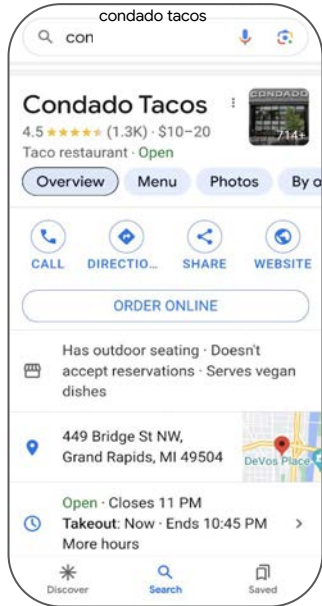 condado tacos
con
Condado Tacos
CONDADO
714+
4.5 ★★★★★ (1.3K) · $10–20
Taco restaurant · Open
Overview Menu Photos By o
CALL DIRECTIO... SHARE WEBSITE
ORDER ONLINE
Has outdoor seating · Doesn't
accept reservations · Serves vegan
dishes
449 Bridge St NW,
Grand Rapids, MI 49504
DeVos Place
Open · Closes 11 PM
Takeout: Now · Ends 10:45 PM
More hours
Discover Search Saved